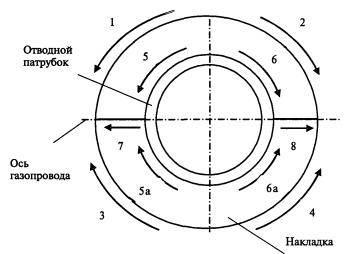 1
2
Отводной
патрубок
5
6
Ось
газопровода
7
8
5а
6а
3
4
Накладка